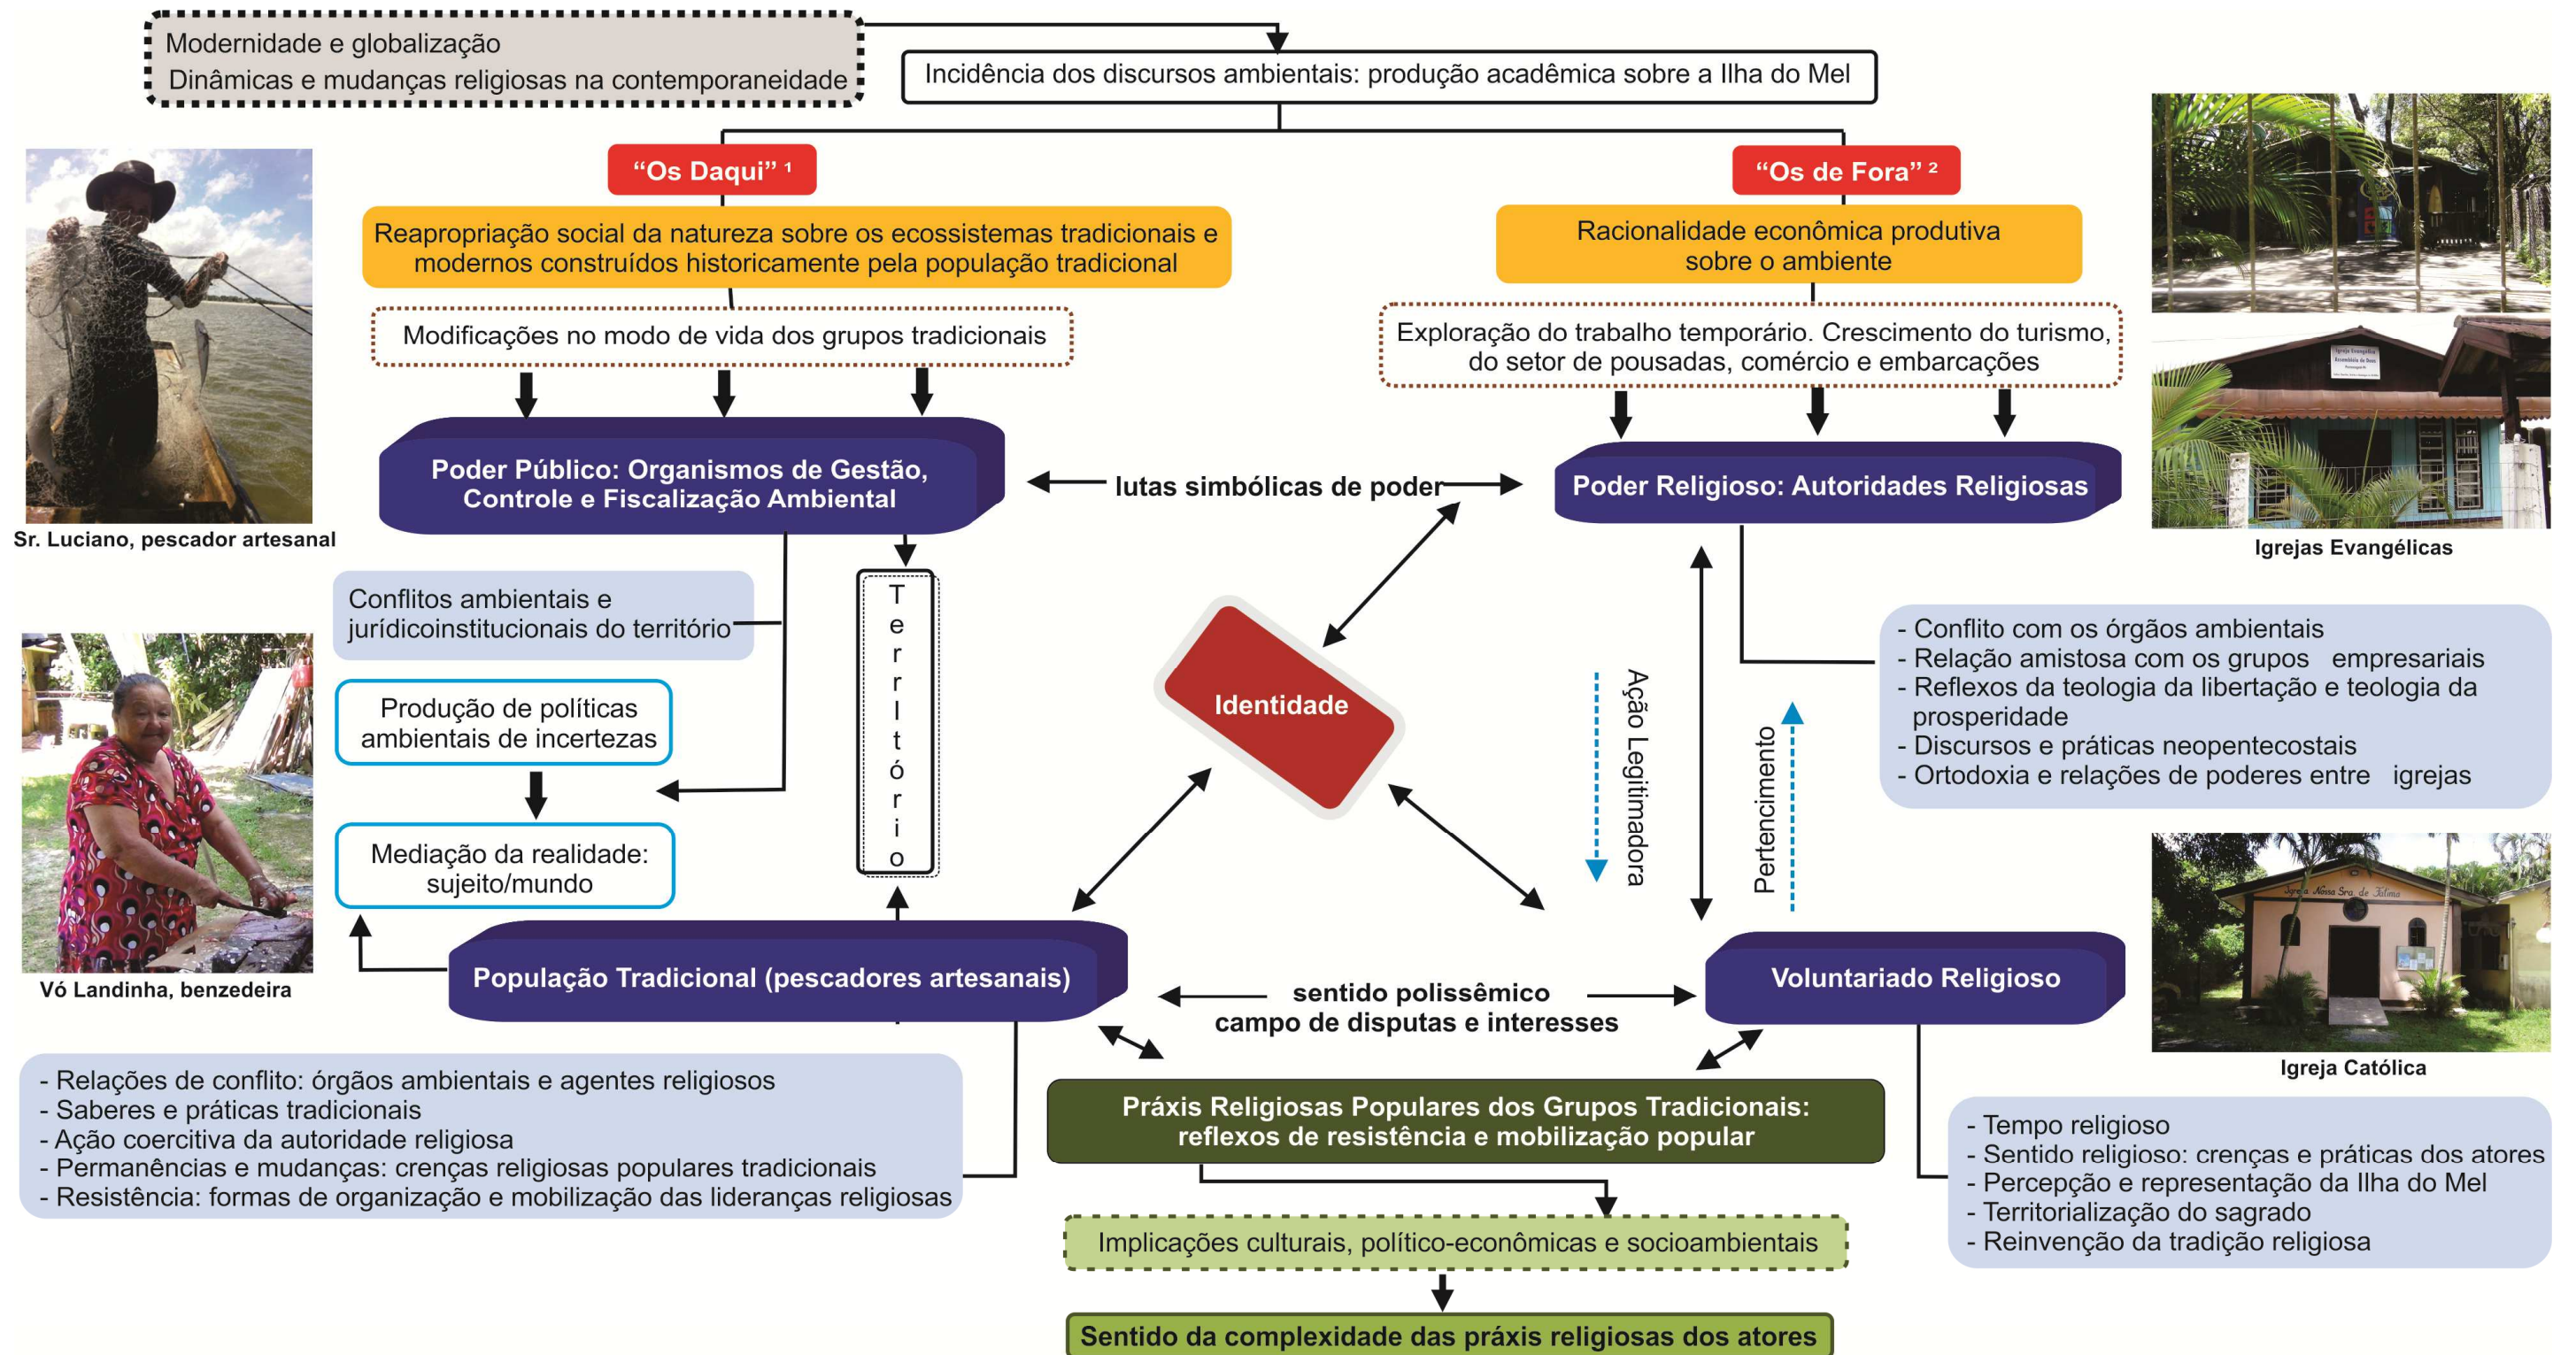 Modernidade e globalização
Dinâmicas e mudanças religiosas na contemporaneidade
Incidência dos discursos ambientais: produção acadêmica sobre a Ilha do Mel
“Os Daqui” ¹
“Os de Fora” ²
Reapropriação social da natureza sobre os ecossistemas tradicionais e
modernos construídos historicamente pela população tradicional
Racionalidade econômica produtiva
sobre o ambiente
Modificações no modo de vida dos grupos tradicionais
Exploração do trabalho temporário. Crescimento do turismo,
do setor de pousadas, comércio e embarcações
Poder Público: Organismos de Gestão,
Controle e Fiscalização Ambiental
lutas simbólicas de poder
Poder Religioso: Autoridades Religiosas
Sr. Luciano, pescador artesanal
Igreja Evangélica
Assembléia de Deus
Igrejas Evangélicas
Conflitos ambientais e
jurídicoinstitucionais do território
TerrItório
Produção de políticas
ambientais de incertezas
Mediação da realidade:
sujeito/mundo
Identidade
Ação Legitimadora
Pertencimento
- Conflito com os órgãos ambientais
- Relação amistosa com os grupos empresariais
- Reflexos da teologia da libertação e teologia da
prosperidade
- Discursos e práticas neopentecostais
- Ortodoxia e relações de poderes entre igrejas
Vó Landinha, benzedeira
População Tradicional (pescadores artesanais)
sentido polissêmico
campo de disputas e interesses
Voluntariado Religioso
Igreja Nossa Sra. de Fátima
Igreja Católica
- Relações de conflito: órgãos ambientais e agentes religiosos
- Saberes e práticas tradicionais
- Ação coercitiva da autoridade religiosa
- Permanências e mudanças: crenças religiosas populares tradicionais
- Resistência: formas de organização e mobilização das lideranças religiosas
Práxis Religiosas Populares dos Grupos Tradicionais:
reflexos de resistência e mobilização popular
- Tempo religioso
- Sentido religioso: crenças e práticas dos atores
- Percepção e representação da Ilha do Mel
- Territorialização do sagrado
- Reinvenção da tradição religiosa
Implicações culturais, político-econômicas e socioambientais
Sentido da complexidade das práxis religiosas dos atores